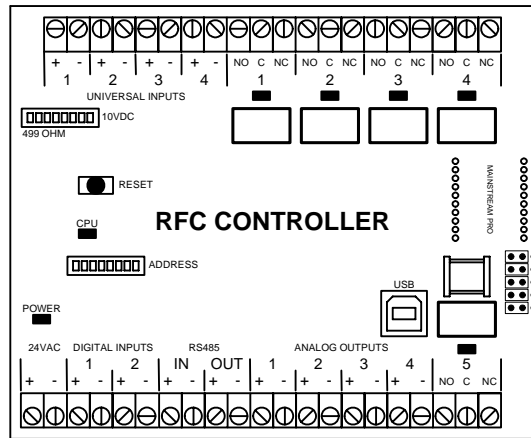 + - + - + - + - NO C NC NO C NC NO C NC NO C NC
1 2 3 4 1 2 3 4
UNIVERSAL INPUTS
10VDC
499 OHM
RESET
MAINSTREAM PRO
RFC CONTROLLER
CPU
ADDRESS
USB
POWER
24VAC DIGITAL INPUTS RS485 ANALOG OUTPUTS
1 2 IN OUT 1 2 3 4 5
+ - + - + - + - + - + - + - + - + - NO C NC